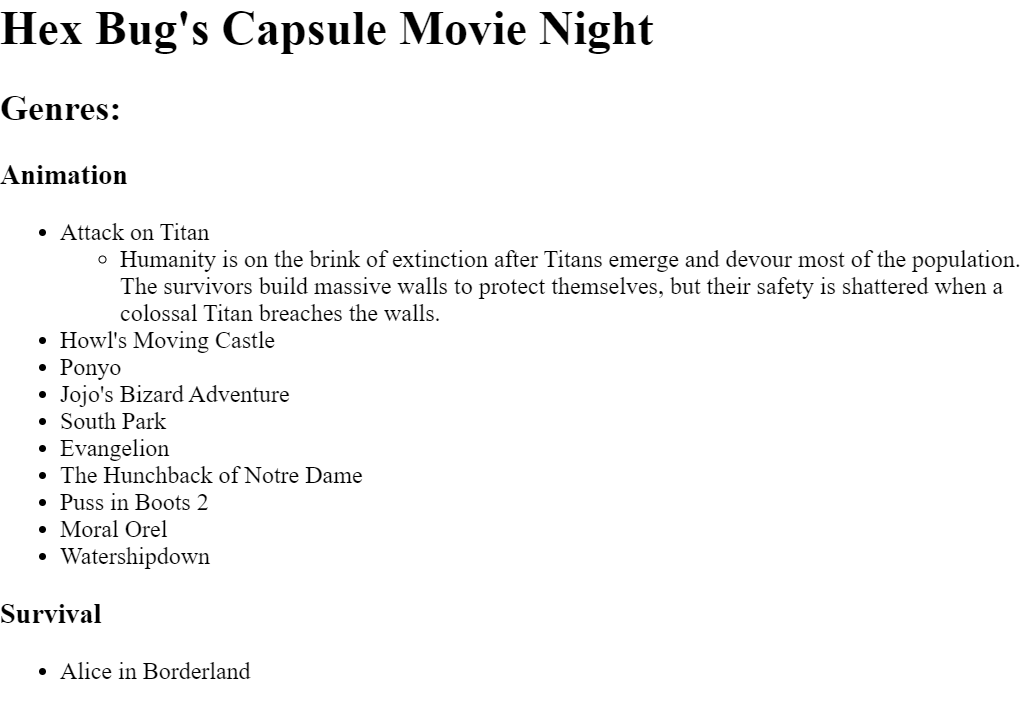 Hex Bug's Capsule Movie Night
Genres:
Animation
Attack on Titan
Humanity is on the brink of extinction after Titans emerge and devour most of the population.
The survivors build massive walls to protect themselves, but their safety is shattered when a
colossal Titan breaches the walls.
Howl's Moving Castle
Ponyo
Jojo's Bizard Adventure
South Park
Evangelion
The Hunchback of Notre Dame
Puss in Boots 2
Moral Orel
Watershipdown
Survival
Alice in Borderland